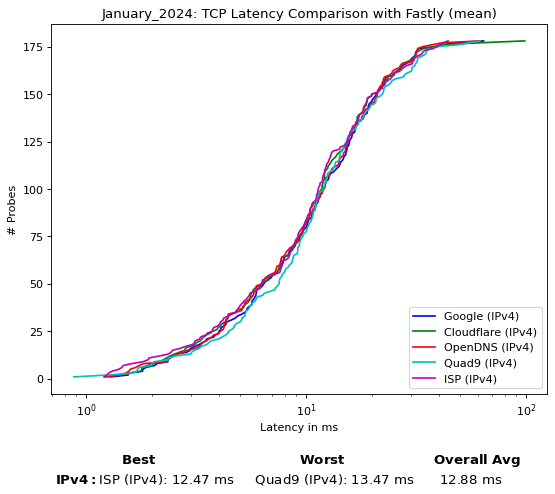 January_2024: TCP Latency Comparison with Fastly (mean)
175
150
125
100
75
50
25
0
# Probes
Google (IPv4)
Cloudflare (IPv4)
OpenDNS (IPv4)
Quad9 (IPv4)
ISP (IPv4)
10⁰ 10¹ 10²
Latency in ms
Best Worst Overall Avg
IPv4: ISP (IPv4): 12.47 ms Quad9 (IPv4): 13.47 ms 12.88 ms